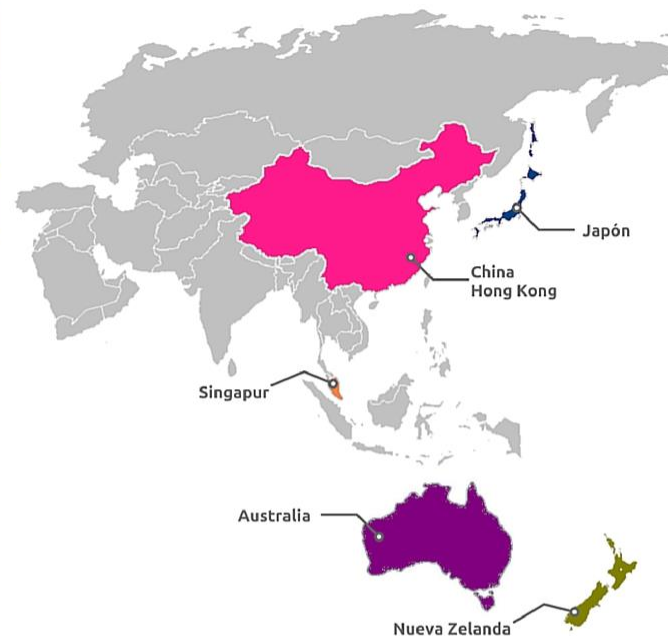 Japón
China
Hong Kong
Singapur
Australia
Nueva Zelanda